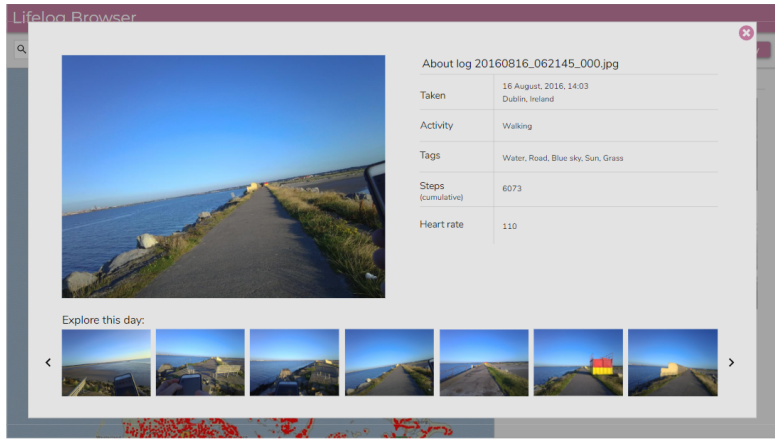 Lifelog Browser
About log 20160816_062145_000.jpg
Taken
16 August, 2016, 14:03
Dublin, Ireland
Activity
Walking
Tags
Water, Road, Blue sky, Sun, Grass
Steps
(cumulative)
6073
Heart rate
110
Explore this day: